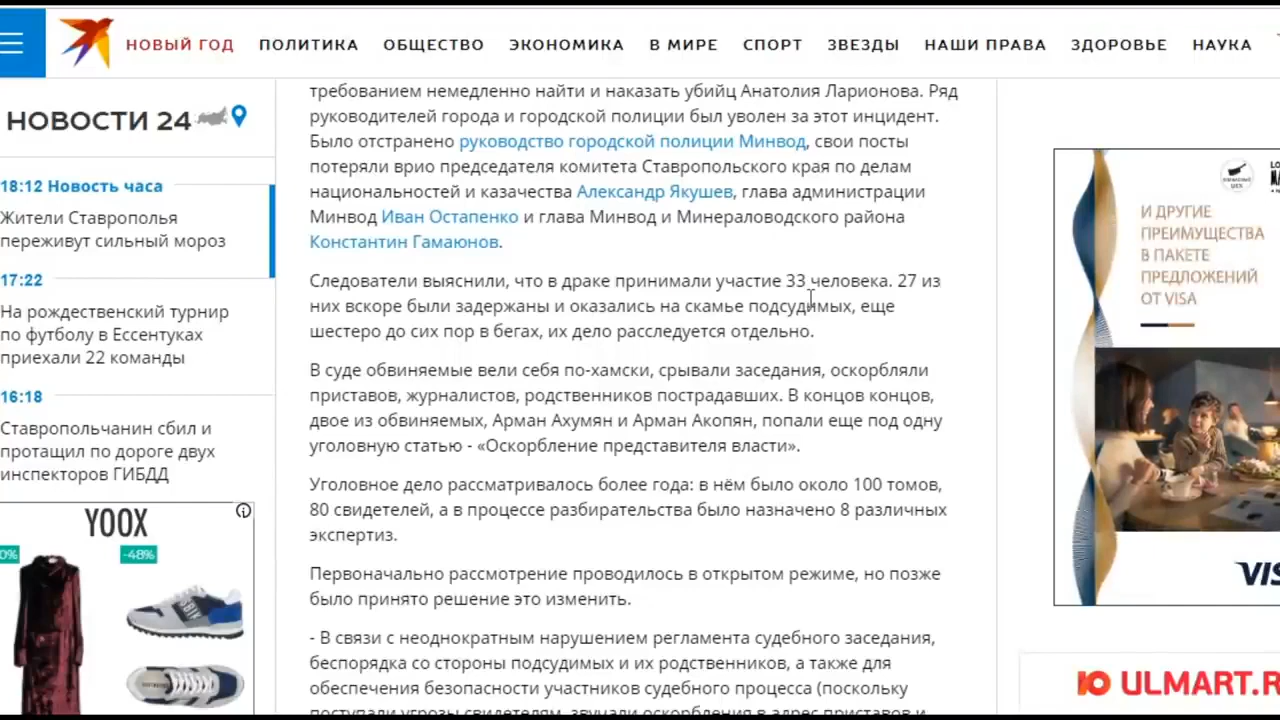 НОВЫЙ ГОД ПОЛИТИКА ОБЩЕСТВО ЭКОНОМИКА В МИРЕ СПОРТ ЗВЕЗДЫ НАШИ ПРАВА ЗДОРОВЬЕ НАУКА
НОВОСТИ 24
18:12 Новость часа
Жители Ставрополья
переживут сильный мороз
17:22
На рождественский турнир
по футболу в Ессентуках
приехали 22 команды
16:18
Ставропольчанин сбил и
протащил по дороге двух
инспекторов ГИБДД
YOOX
0%
-48%
требованием немедленно найти и наказать убийц Анатолия Ларионова. Ряд
руководителей города и городской полиции был уволен за этот инцидент.
Было отстранено руководство городской полиции Минвод, свои посты
потеряли врио председателя комитета Ставропольского края по делам
национальностей и казачества Александр Якушев, глава администрации
Минвод Иван Остапенко и глава Минвод и Минераловодского района
Константин Гамаюнов.
Следователи выяснили, что в драке принимали участие 33 человека. 27 из
них вскоре были задержаны и оказались на скамье подсудимых, еще
шестеро до сих пор в бегах, их дело расследуется отдельно.
В суде обвиняемые вели себя по-хамски, срывали заседания, оскорбляли
приставов, журналистов, родственников пострадавших. В концов концов,
двое из обвиняемых, Арман Ахумян и Арман Акопян, попали еще под одну
уголовную статью - «Оскорбление представителя власти».
Уголовное дело рассматривалось более года: в нём было около 100 томов,
80 свидетелей, а в процессе разбирательства было назначено 8 различных
экспертиз.
Первоначально рассмотрение проводилось в открытом режиме, но позже
было принято решение это изменить.
- В связи с неоднократным нарушением регламента судебного заседания,
беспорядка со стороны подсудимых и их родственников, а также для
обеспечения безопасности участников судебного процесса (поскольку
поступали угрозы свидетелям, звучали оскорбления в адрес приставов и
И ДРУГИЕ
ПРЕИМУЩЕСТВА
В ПАКЕТЕ
ПРЕДЛОЖЕНИЙ
ОТ VISA
VIS
Ю ULMART.R